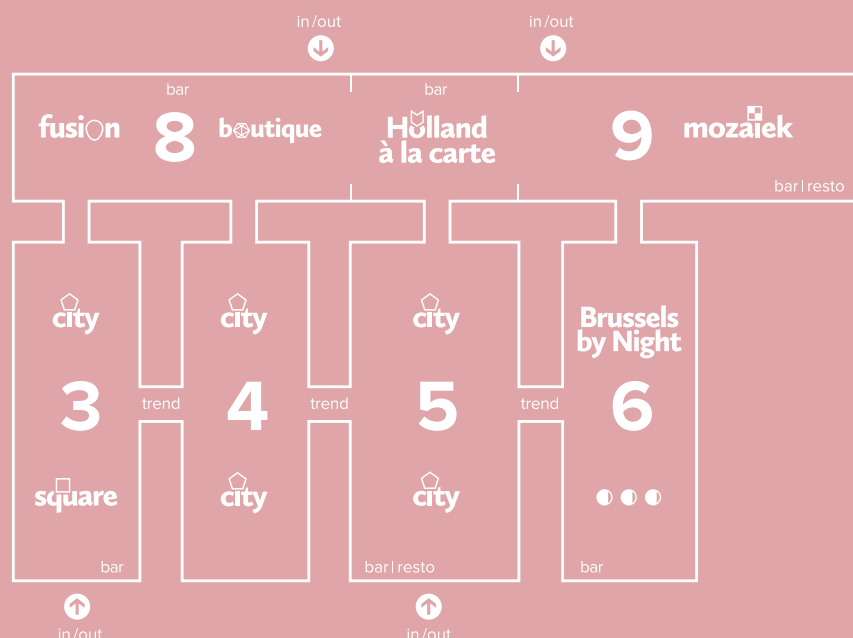 in/out
in/out
bar
bar
fusion
8
boutique
Holland
à la carte
9
mozaïek
bar|resto
city
city
city
Brussels
by Night
3
trend
4
trend
5
trend
6
square
city
city
bar
bar|resto
bar
in/out
in/out